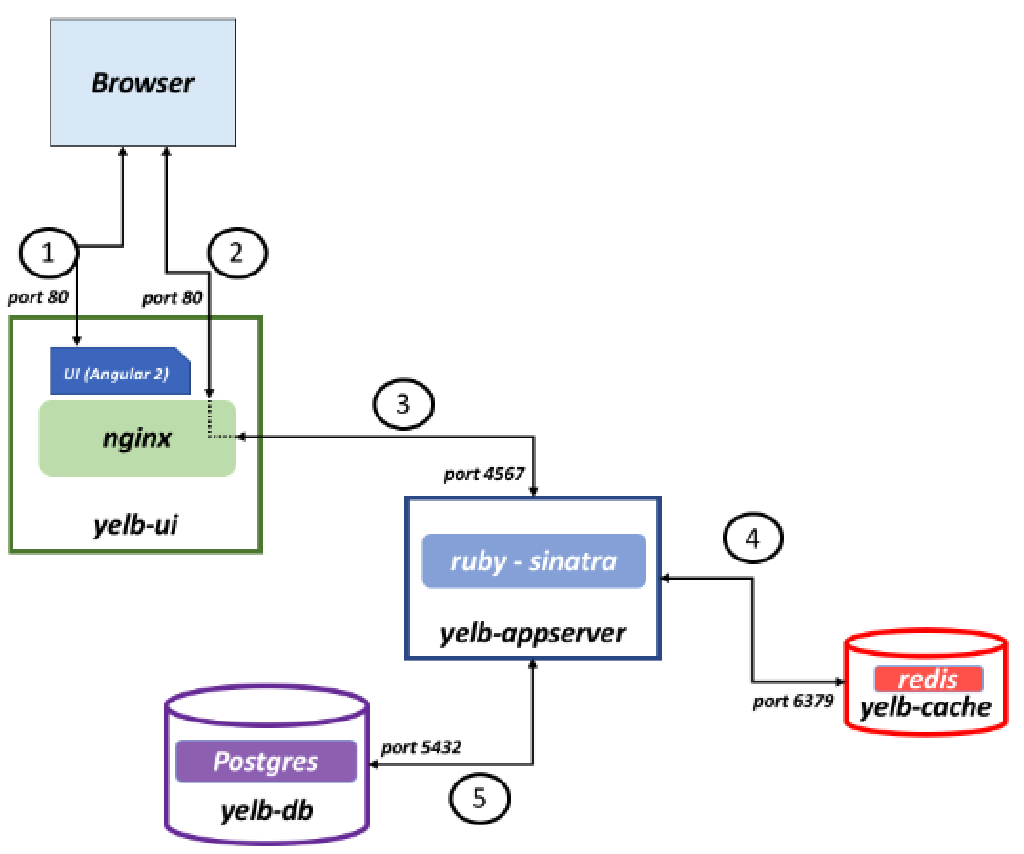 Browser
1
2
port 80
port 80
UI (Angular 2)
nginx
yelb-ui
3
port 4567
ruby - sinatra
yelb-appserver
4
port 6379
redis
yelb-cache
port 5432
Postgres
yelb-db
5